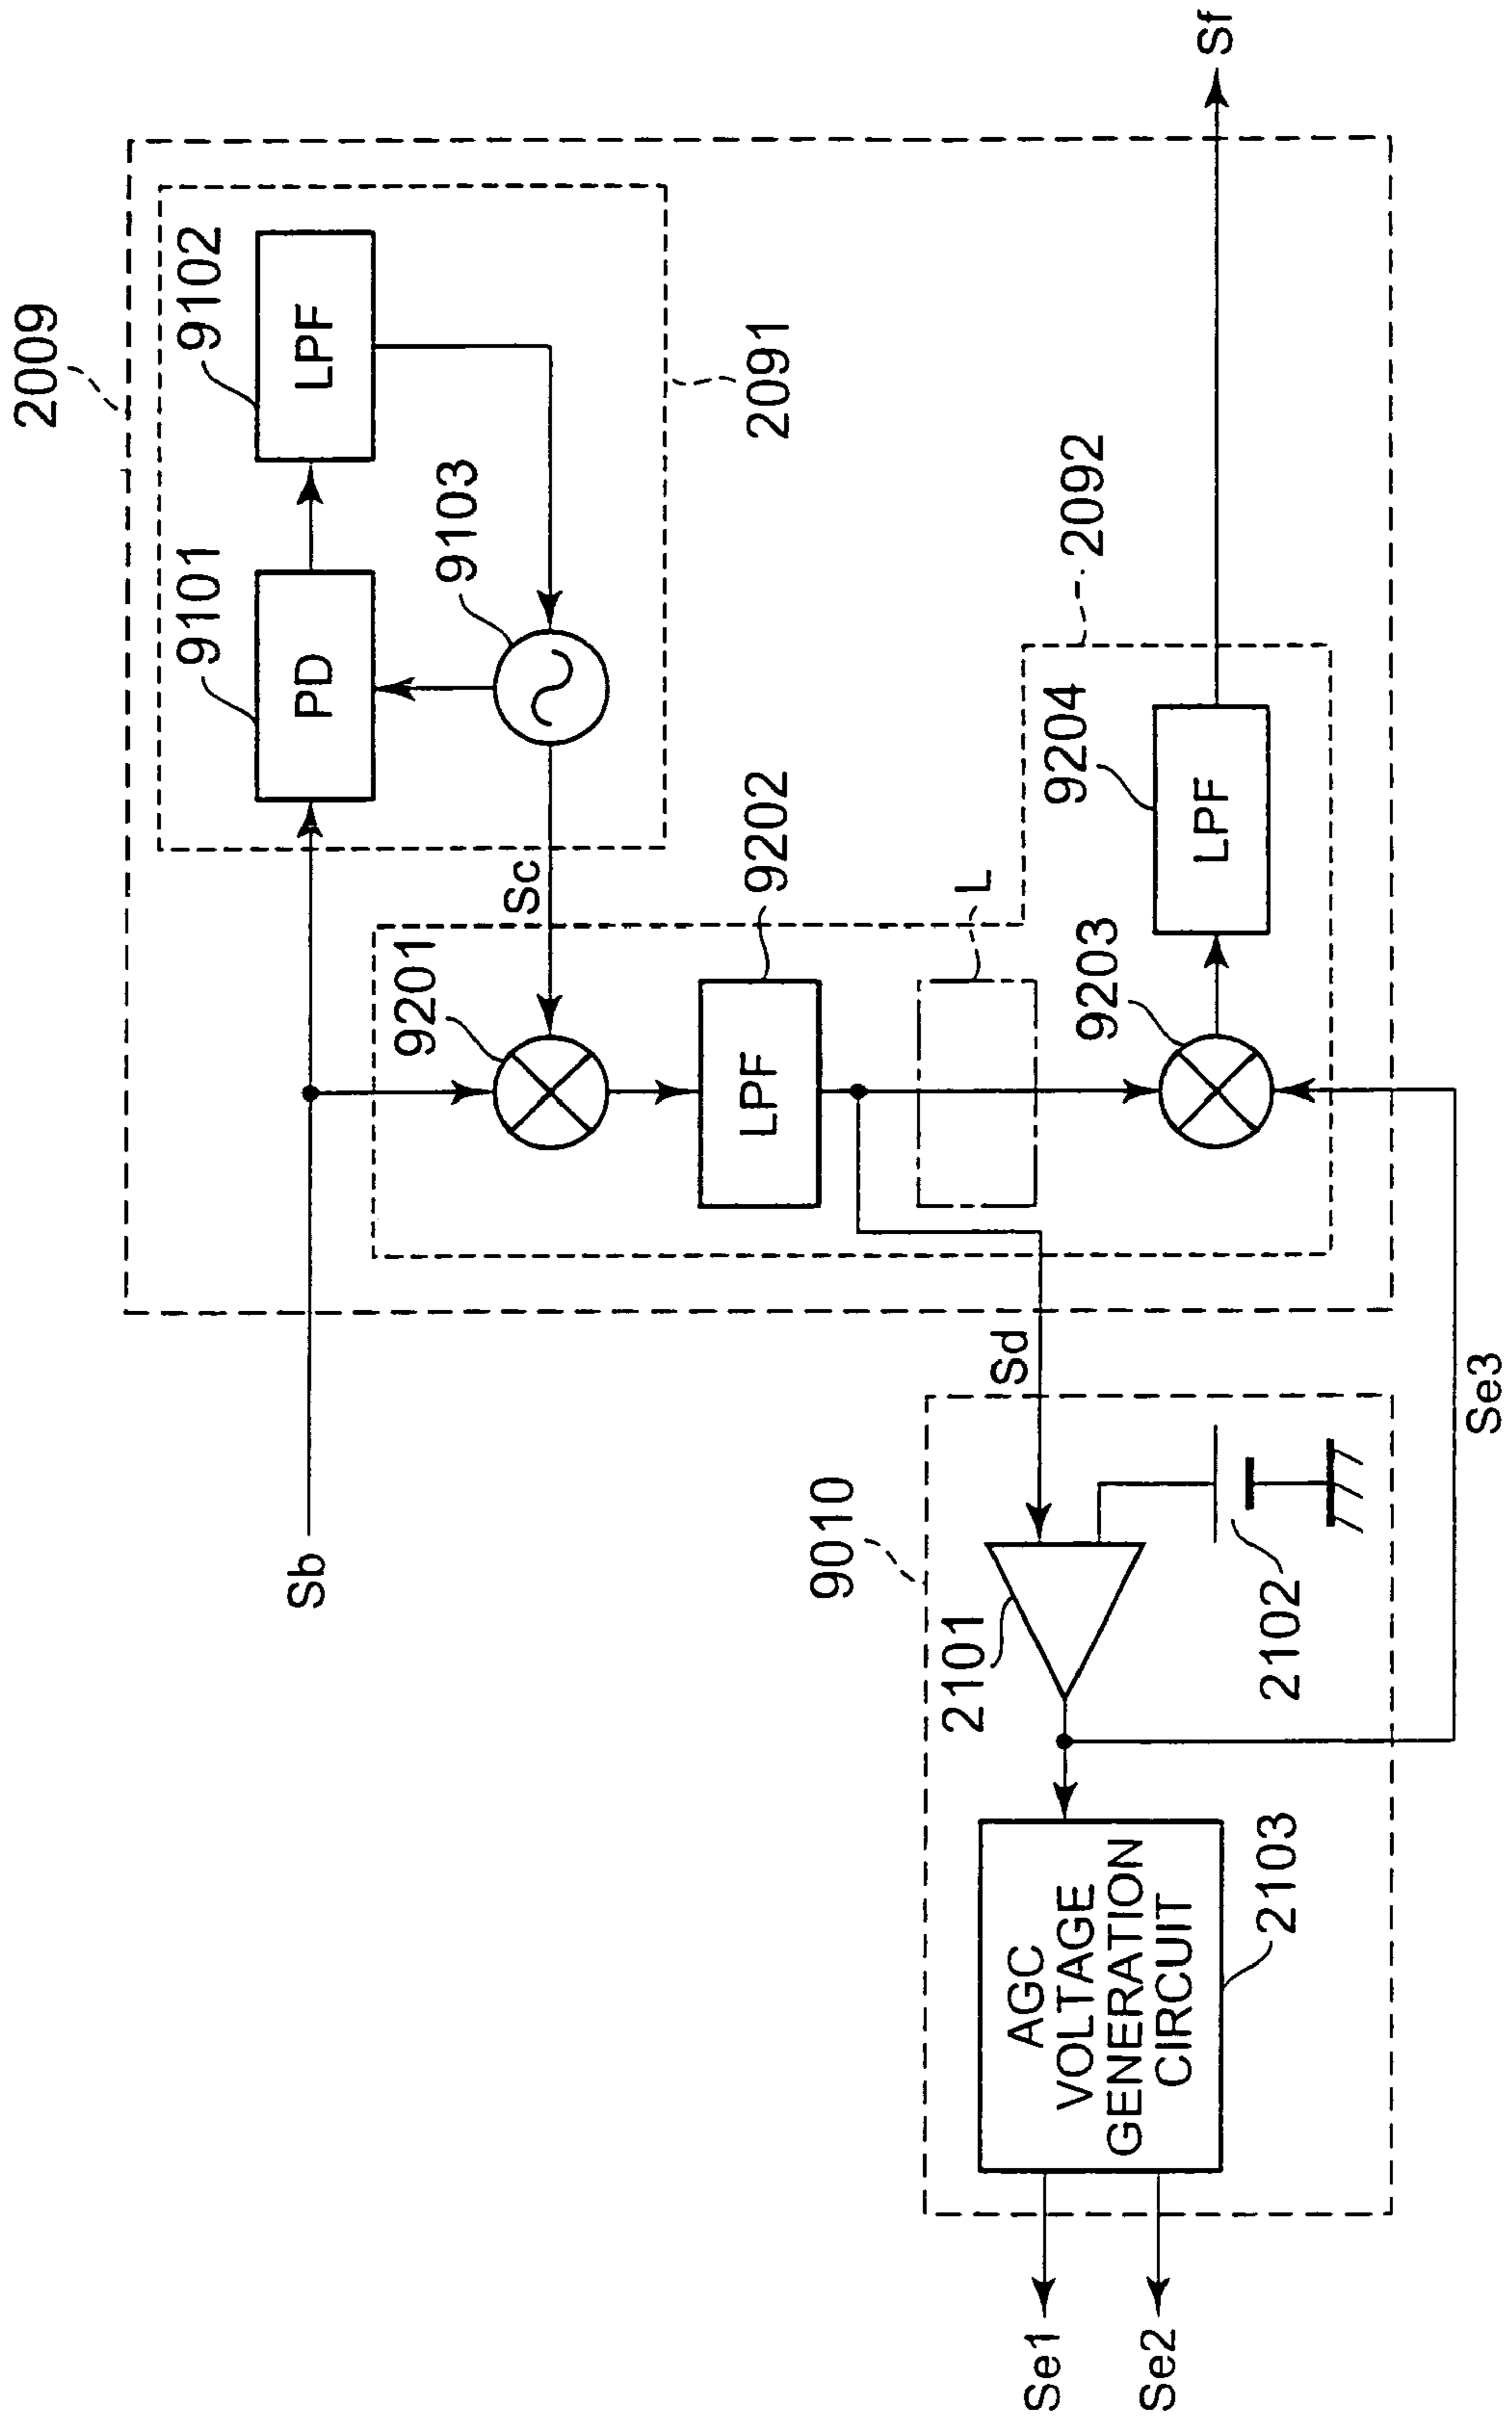 2009
9101
9102
PD
LPF
9103
2091
Sb
Sc
9201
9202
LPF
2092
L
9204
LPF
9203
Sf
9010
Sd
2101
2102
AGC
VOLTAGE
GENERATION
CIRCUIT
2103
Se1
Se2
Se3